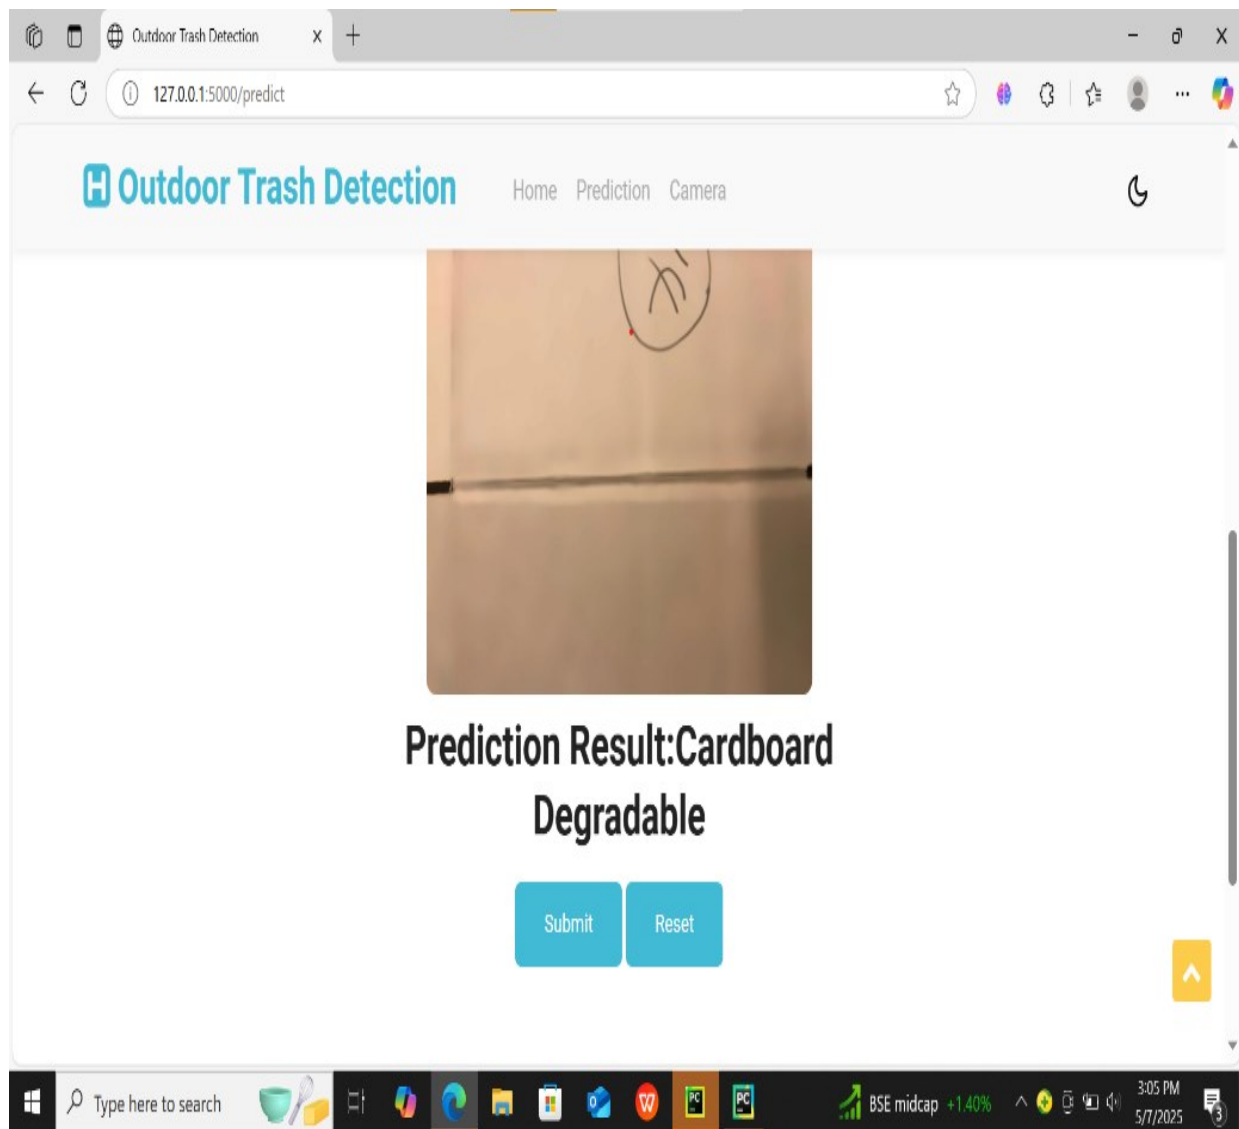 Outdoor Trash Detection
127.0.0.1:5000/predict
Outdoor Trash Detection
Home Prediction Camera
Prediction Result:Cardboard
Degradable
Submit Reset
Type here to search
BSE midcap +1.40%
3:05 PM
5/7/2025
3